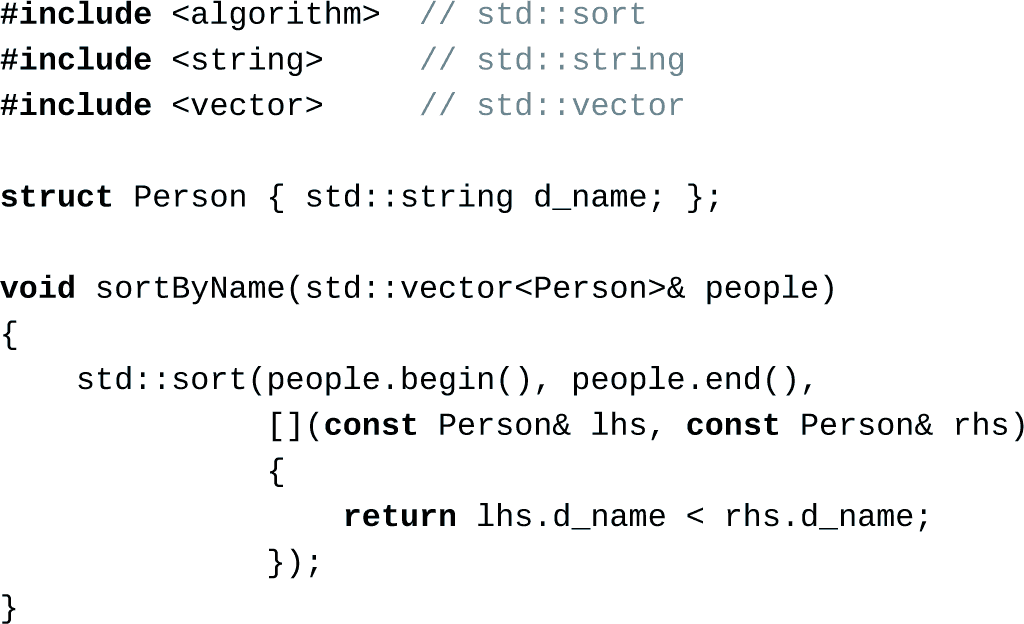 #include <algorithm>  // std::sort
#include <string>     // std::string
#include <vector>     // std::vector

struct Person { std::string d_name; };

void sortByName(std::vector<Person>& people)
{
    std::sort(people.begin(), people.end(),
              [](const Person& lhs, const Person& rhs)
              {
                  return lhs.d_name < rhs.d_name;
              });
}